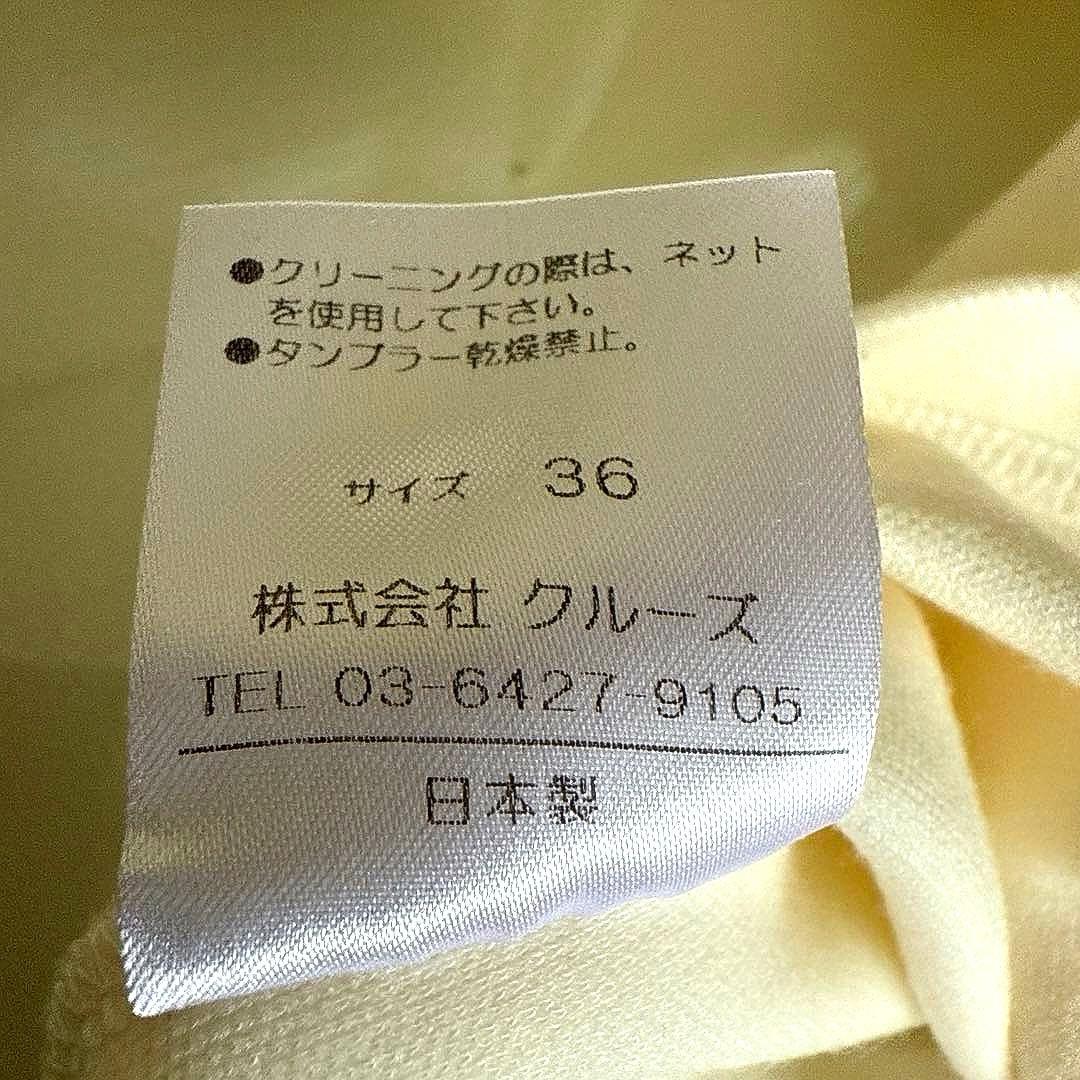 ●クリーニングの際は、ネット
を使用して下さい。
●タンブラー乾燥禁止。
サイズ 36
株式会社 クルーズ
TEL 03-6427-9105
日本製